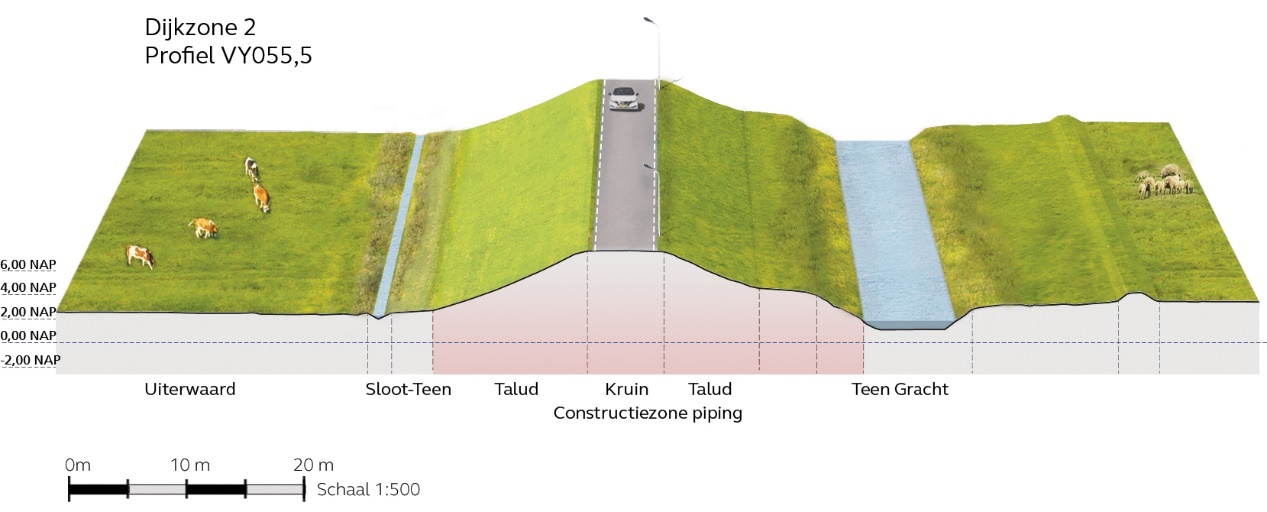 Dijkzone 2
Profiel VY055,5
6,00 NAP
4,00 NAP
2,00 NAP
0,00 NAP
-2,00 NAP
Uiterwaard Sloot-Teen Talud Kruin Talud Teen Gracht
Constructiezone piping
0m 10 m 20 m
Schaal 1:500